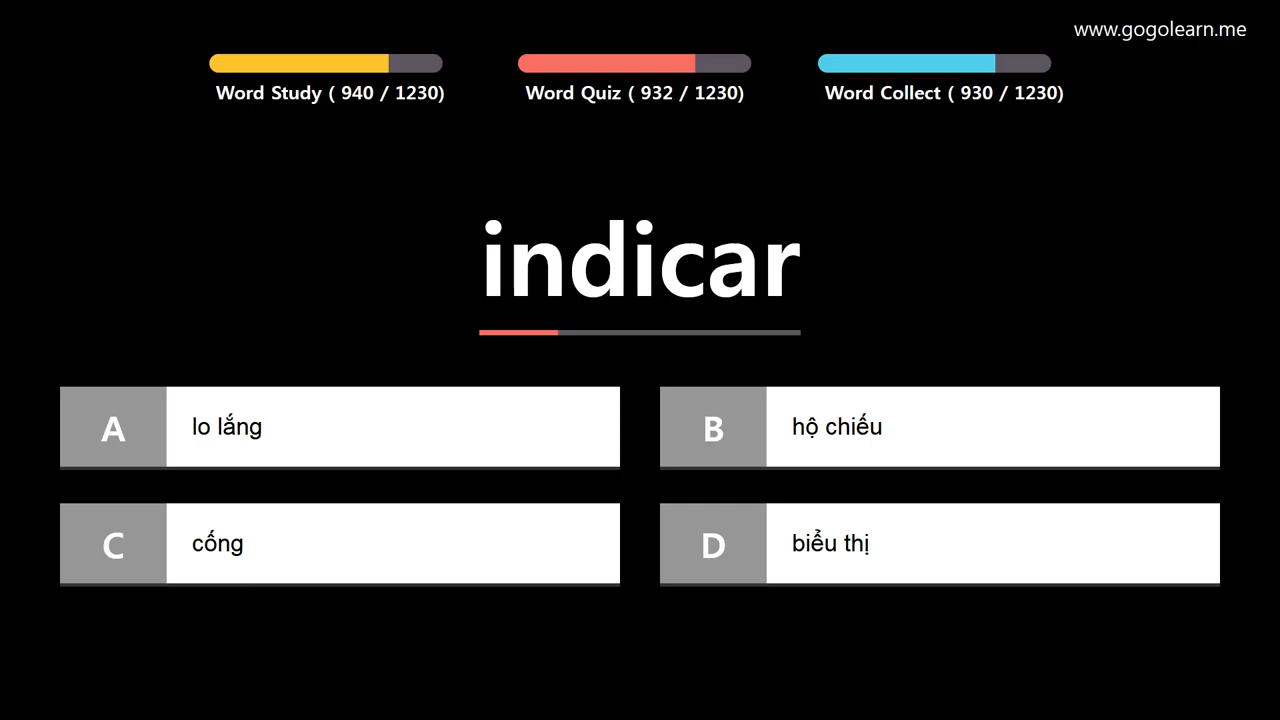 www.gogolearn.me
Word Study ( 940 / 1230)
Word Quiz ( 932 / 1230)
Word Collect ( 930 / 1230)
indicar
A
lo lắng
B
hộ chiếu
C
cống
D
biểu thị